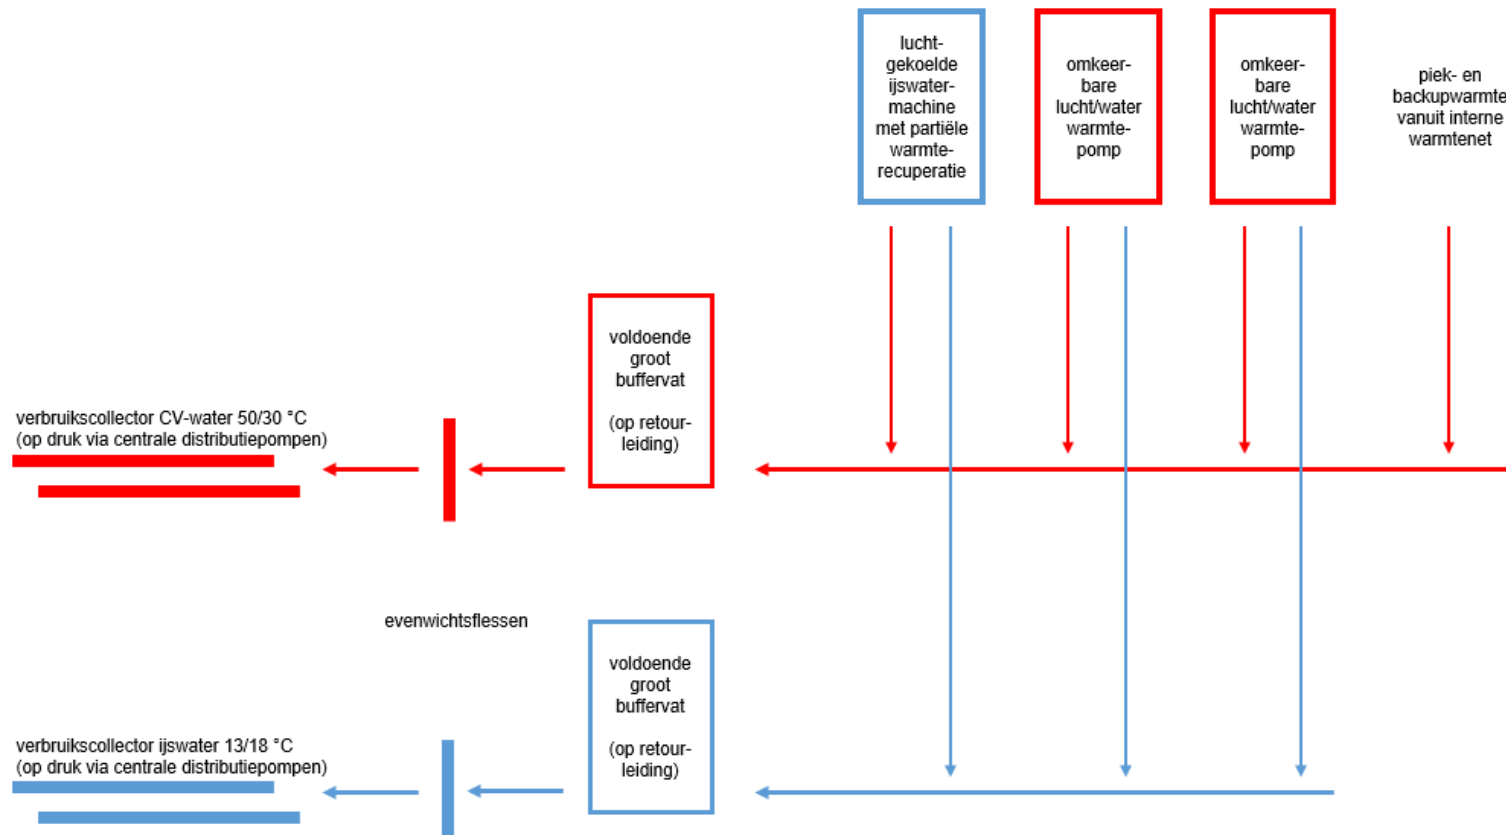 lucht-
gekoelde
ijswater-
machine
met partiële
warmte-
recuperatie
omkeer-
bare
lucht/water
warmte-
pomp
omkeer-
bare
lucht/water
warmte-
pomp
piek- en
backupwarmte
vanuit interne
warmtenet
voldoende
groot
buffervat
(op retour-
leiding)
verbruikscollector CV-water 50/30 °C
(op druk via centrale distributiepompen)
evenwichtsflessen
voldoende
groot
buffervat
(op retour-
leiding)
verbruikscollector ijswater 13/18 °C
(op druk via centrale distributiepompen)